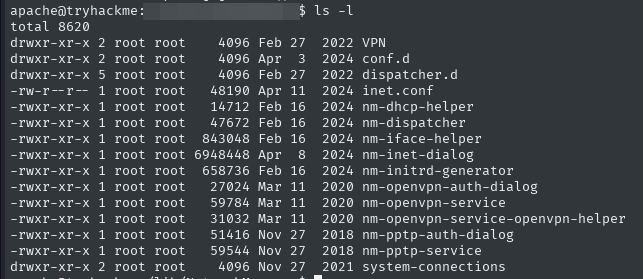 apache@tryhackme:$ ls -l
total 8620
drwxr-xr-x 2 root root    4096 Feb 27  2022 VPN
drwxr-xr-x 2 root root    4096 Apr  3  2024 conf.d
drwxr-xr-x 5 root root    4096 Feb 27  2022 dispatcher.d
-rw-r--r-- 1 root root   48190 Apr 11  2024 inet.conf
-rwxr-xr-x 1 root root   14712 Feb 16  2024 nm-dhcp-helper
-rwxr-xr-x 1 root root   47672 Feb 16  2024 nm-dispatcher
-rwxr-xr-x 1 root root  843048 Feb 16  2024 nm-iface-helper
-rwxr-xr-x 1 root root 6948448 Apr  8  2024 nm-inet-dialog
-rwxr-xr-x 1 root root  658736 Feb 16  2024 nm-initrd-generator
-rwxr-xr-x 1 root root   27024 Mar 11  2020 nm-openvpn-auth-dialog
-rwxr-xr-x 1 root root   59784 Mar 11  2020 nm-openvpn-service
-rwxr-xr-x 1 root root   31032 Mar 11  2020 nm-openvpn-service-openvpn-helper
-rwxr-xr-x 1 root root   51416 Nov 27  2018 nm-pptp-auth-dialog
-rwxr-xr-x 1 root root   59544 Nov 27  2018 nm-pptp-service
drwxr-xr-x 2 root root    4096 Nov 27  2021 system-connections